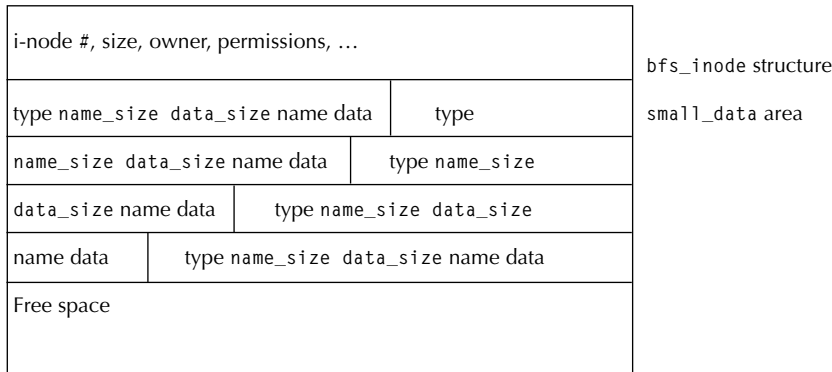 i-node #, size, owner, permissions, …
bfs_inode structure
type name_size data_size name data type
small_data area
name_size data_size name data type name_size
data_size name data type name_size data_size
name data type name_size data_size name data
Free space